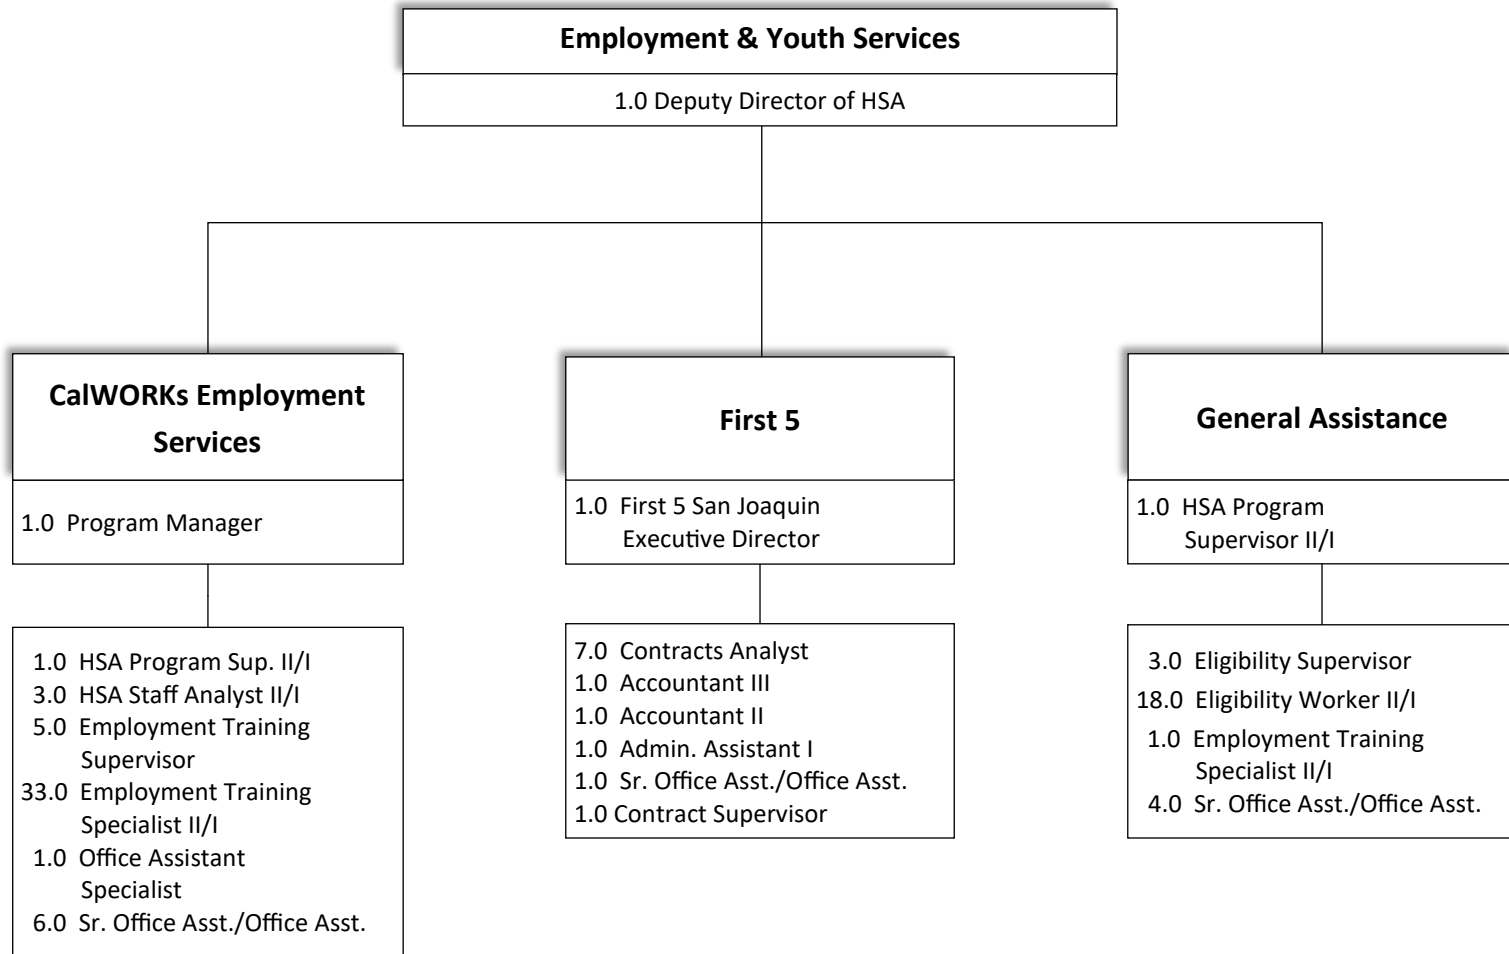 Employment & Youth Services
1.0 Deputy Director of HSA
CalWORKs Employment
Services
1.0 Program Manager
1.0 HSA Program Sup. II/I
3.0 HSA Staff Analyst II/I
5.0 Employment Training
Supervisor
33.0 Employment Training
Specialist II/I
1.0 Office Assistant
Specialist
6.0 Sr. Office Asst./Office Asst.
First 5
1.0 First 5 San Joaquin
Executive Director
7.0 Contracts Analyst
1.0 Accountant III
1.0 Accountant II
1.0 Admin. Assistant I
1.0 Sr. Office Asst./Office Asst.
1.0 Contract Supervisor
General Assistance
1.0 HSA Program
Supervisor II/I
3.0 Eligibility Supervisor
18.0 Eligibility Worker II/I
1.0 Employment Training
Specialist II/I
4.0 Sr. Office Asst./Office Asst.